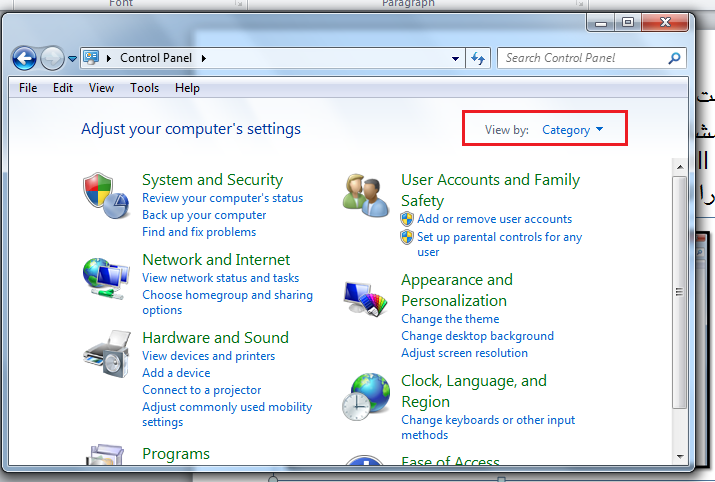 Font
Paragraph
Control Panel
Search Control Panel
File Edit View Tools Help
Adjust your computer's settings
View by: Category
System and Security
Review your computer's status
Back up your computer
Find and fix problems
Network and Internet
View network status and tasks
Choose homegroup and sharing
options
Hardware and Sound
View devices and printers
Add a device
Connect to a projector
Adjust commonly used mobility
settings
Programs
User Accounts and Family
Safety
Add or remove user accounts
Set up parental controls for any
user
Appearance and
Personalization
Change the theme
Change desktop background
Adjust screen resolution
Clock, Language, and
Region
Change keyboards or other input
methods
Ease of Access
را